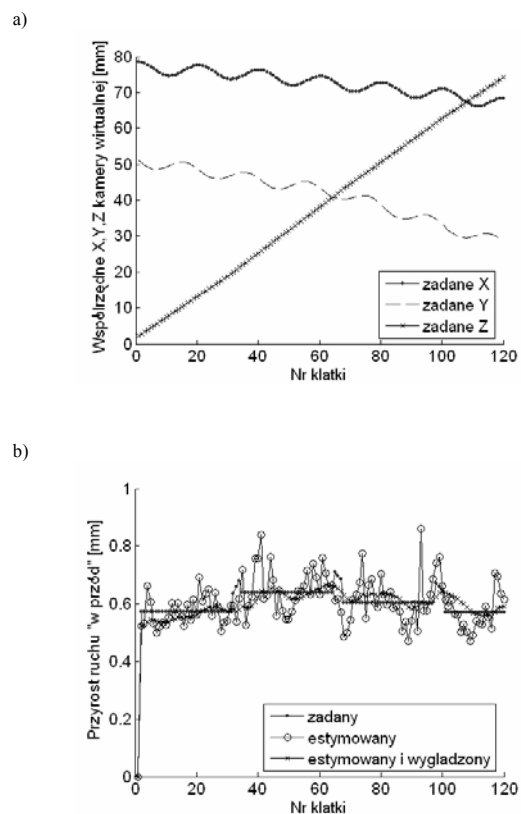 a)
Współrzędne X,Y,Z kamery wirtualnej [mm]
80
70
60
50
40
30
20
10
0
0 20 40 60 80 100 120
zadane X
zadane Y
zadane Z
Nr klatki
b)
Przyrost ruchu "w przód" [mm]
1
0.8
0.6
0.4
0.2
0
0 20 40 60 80 100 120
zadany
estymowany
estymowany i wygladzony
Nr klatki